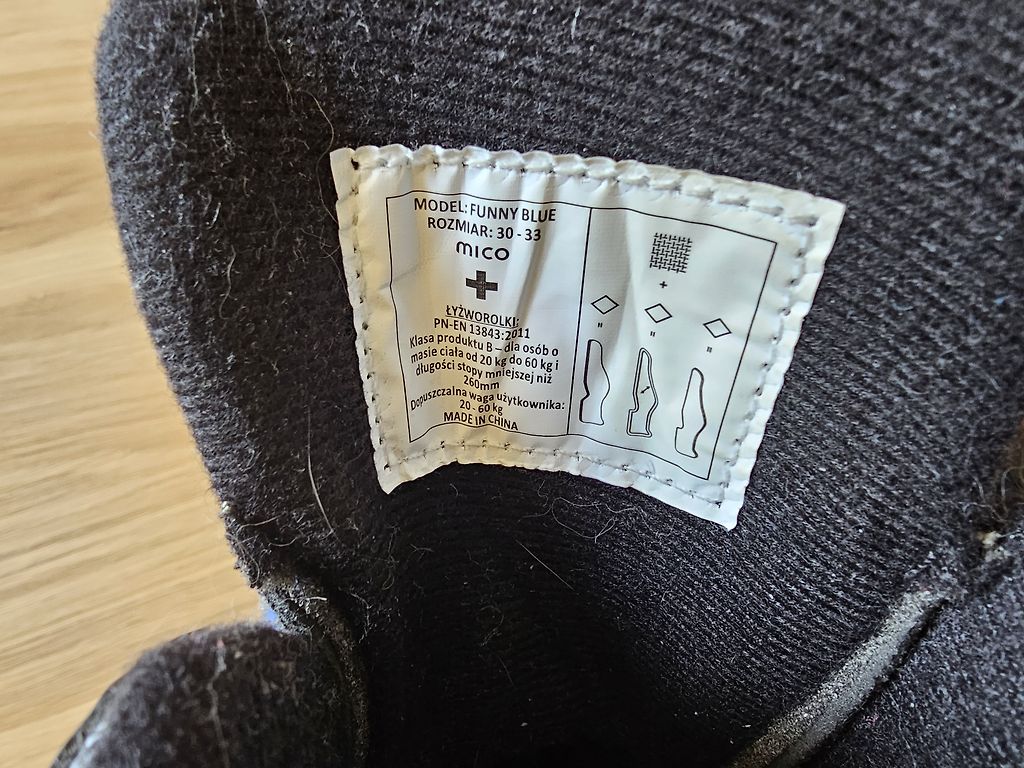 MODEL: FUNNY BLUE
ROZMIAR: 30 - 33
mico
ŁYŻWOROLKI:
PN-EN 13843:2011
Klasa produktu B – dla osób o
masie ciała od 20 kg do 60 kg i
długości stopy mniejszej niż
260mm
Dopuszczalna waga użytkownika:
20 - 60 kg
MADE IN CHINA